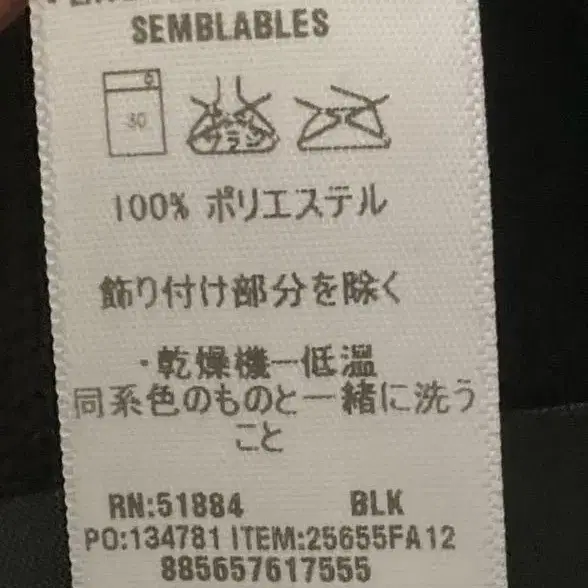 SEMBLABLES
30
100% ポリエステル
飾り付け部分を除く
・乾燥機ー低温
同系色のものと一緒に洗う
こと
RN:51884 BLK
PO:134781 ITEM:25655FA12
885657617555